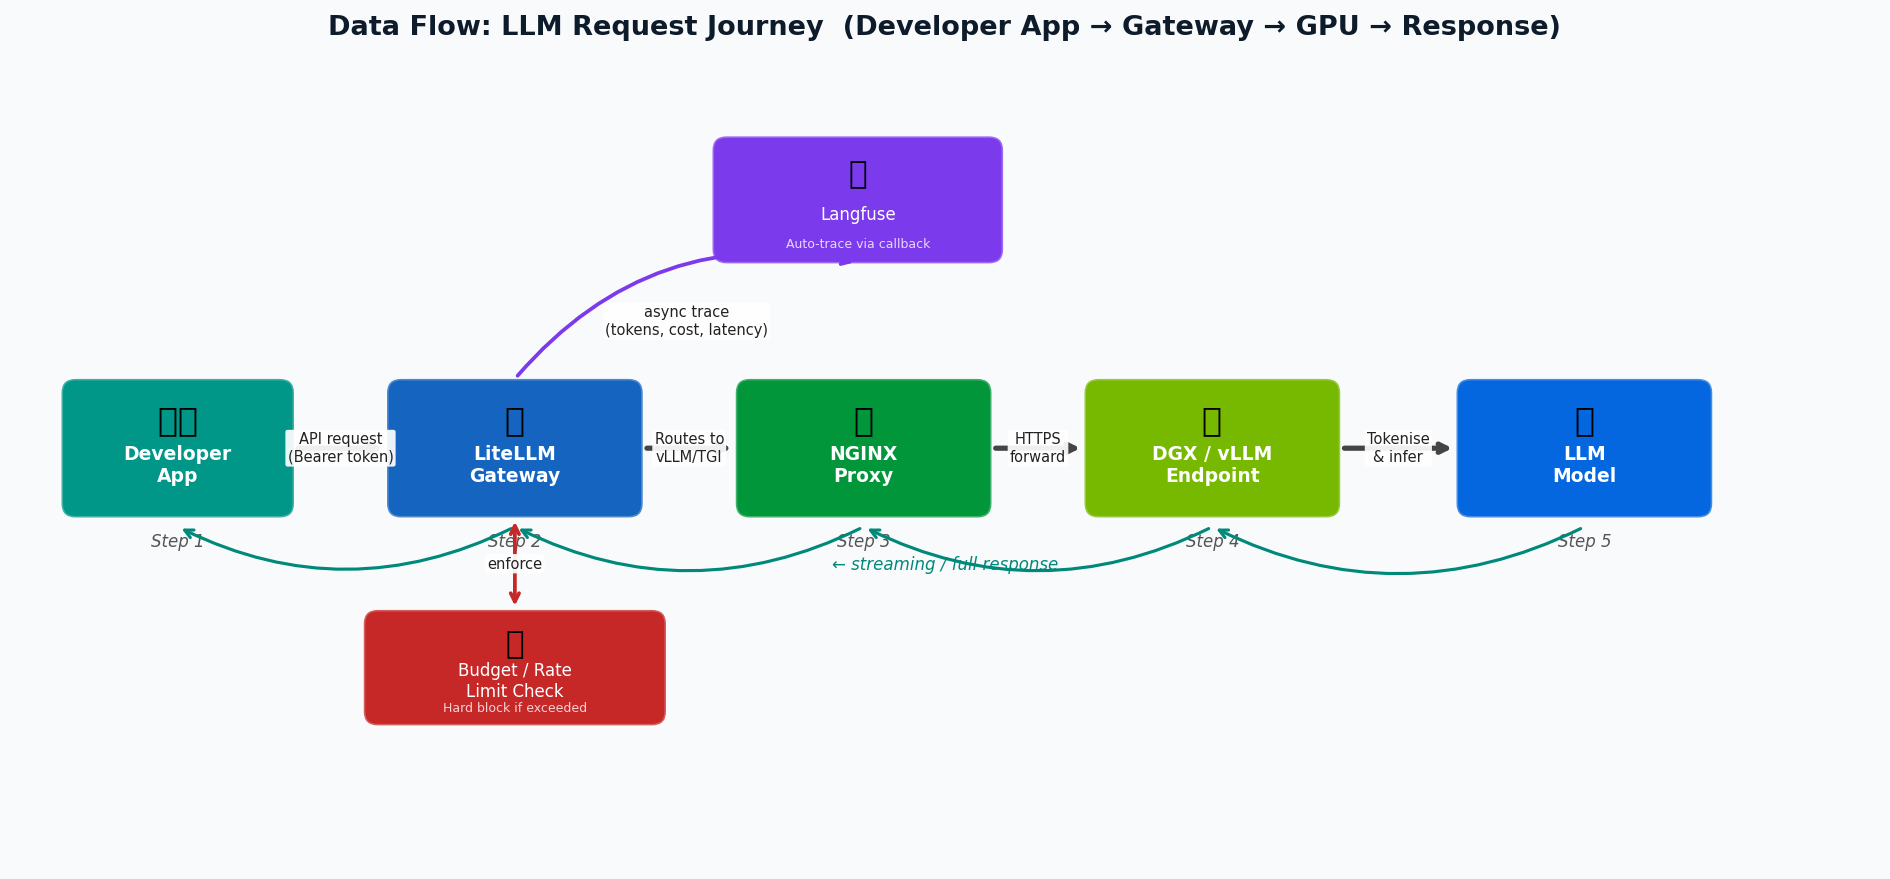 Data Flow: LLM Request Journey  (Developer App → Gateway → GPU → Response)
Langfuse
Auto-trace via callback
async trace
(tokens, cost, latency)
Developer
App
API request
(Bearer token)
LiteLLM
Gateway
Routes to
vLLM/TGI
NGINX
Proxy
HTTPS
forward
DGX / vLLM
Endpoint
Tokenise
& infer
LLM
Model
Step 1
Step 2
Step 3
Step 4
Step 5
enforce
← streaming / full response
Budget / Rate
Limit Check
Hard block if exceeded